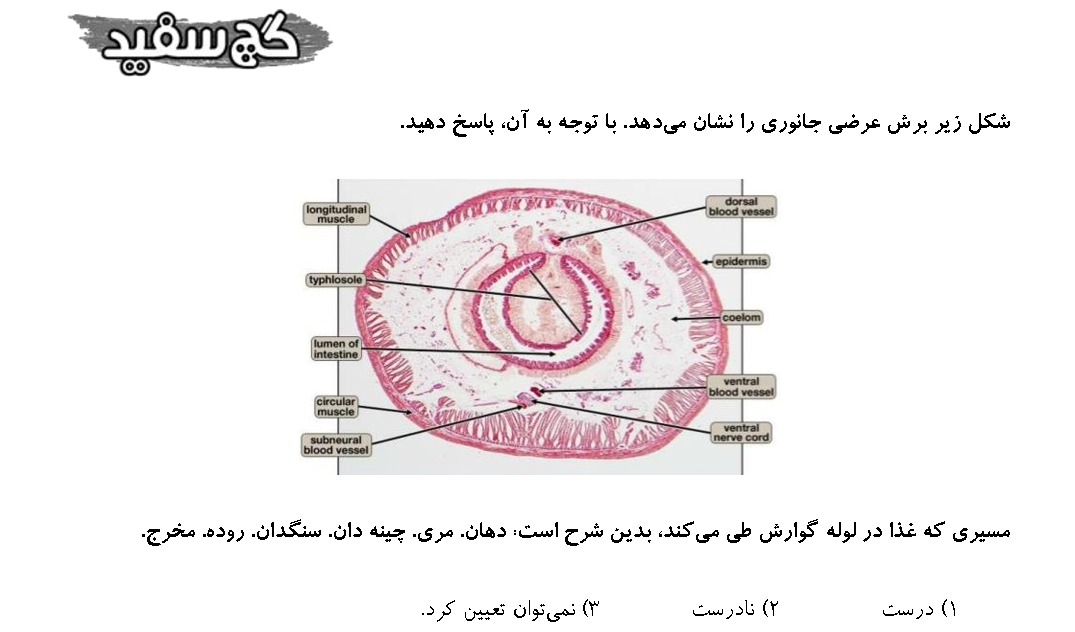 گچ سفید
شکل زیر برش عرضی جانوری را نشان می‌دهد. با توجه به آن، پاسخ دهید.
longitudinal
muscle
dorsal
blood vessel
epidermis
typhlosole
coelom
lumen of
intestine
ventral
blood vessel
circular
muscle
ventral
nerve cord
subneural
blood vessel
مسیری که غذا در لوله گوارش طی می‌کند، بدین شرح است: دهان. مری. چینه دان. سنگدان. روده. مخرج.
۱) درست ۲) نادرست ۳) نمی‌توان تعیین کرد.